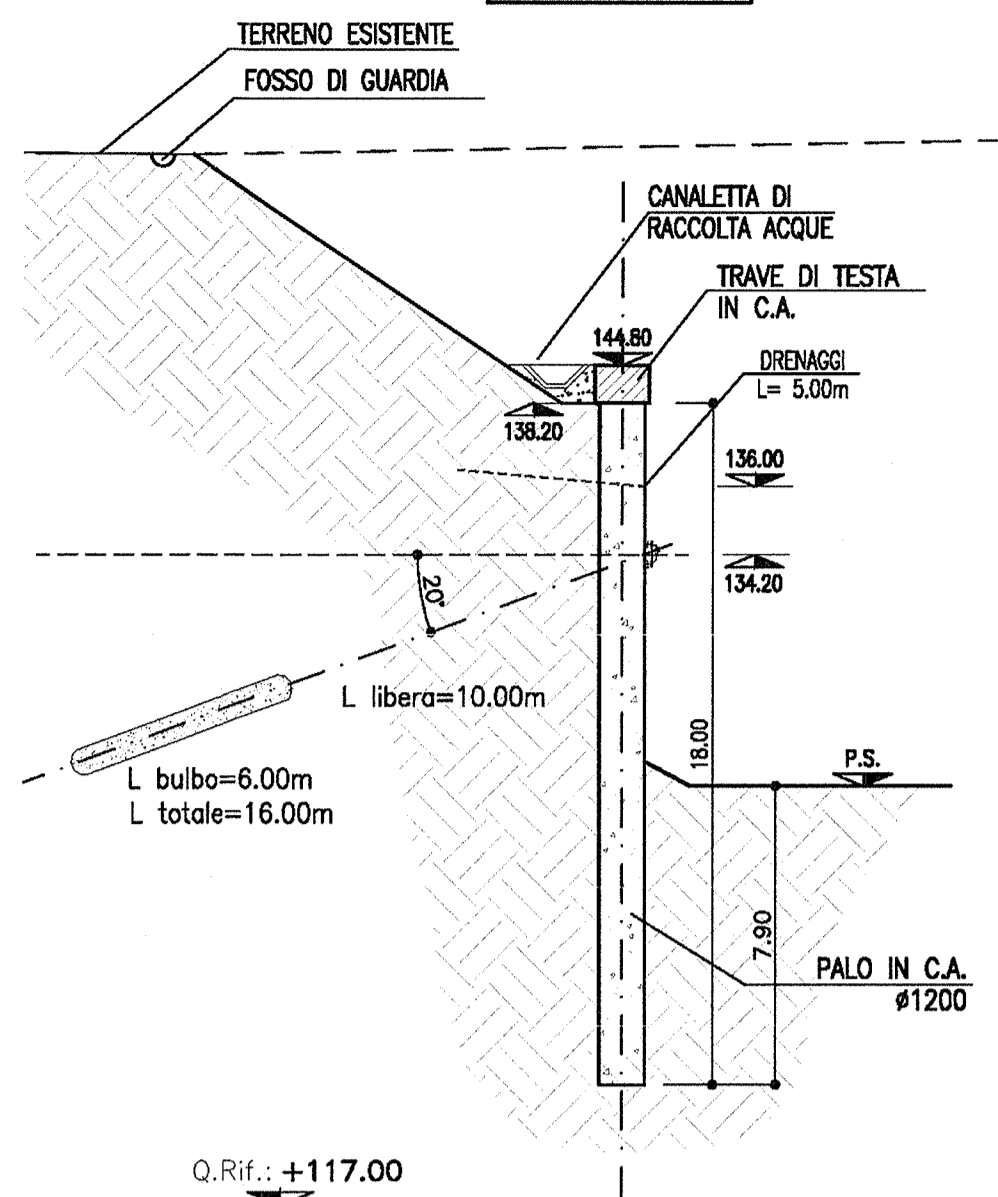 TERRENO ESISTENTE
FOSSO DI GUARDIA
CANALETTA DI
RACCOLTA ACQUE
TRAVE DI TESTA
IN C.A.
144.80
DRENAGGI
L= 5.00m
138.20
136.00
134.20
20°
L libera=10.00m
L bulbo=6.00m
L totale=16.00m
18.00
P.S.
7.90
PALO IN C.A.
ø1200
Q.Rif.: +117.00